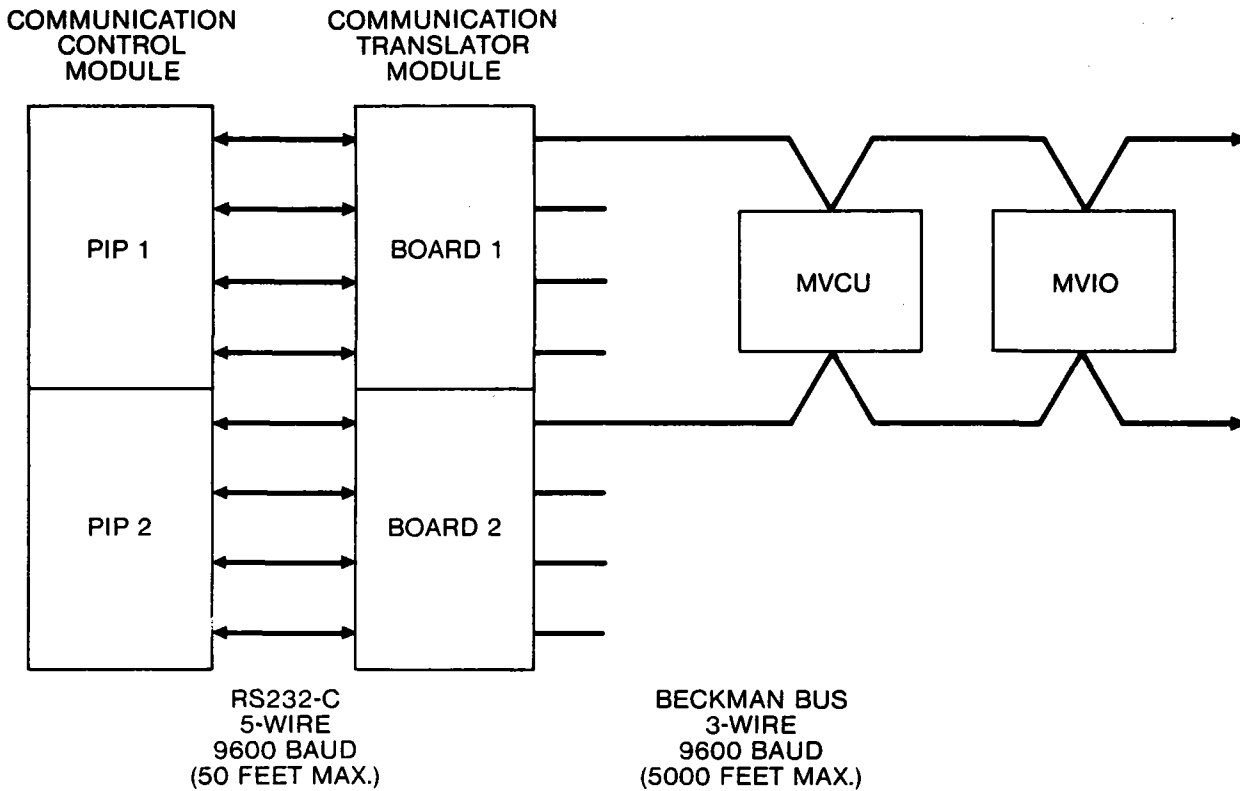 COMMUNICATION
CONTROL
MODULE
COMMUNICATION
TRANSLATOR
MODULE
PIP 1
BOARD 1
MVCU
MVIO
PIP 2
BOARD 2
RS232-C
5-WIRE
9600 BAUD
(50 FEET MAX.)
BECKMAN BUS
3-WIRE
9600 BAUD
(5000 FEET MAX.)